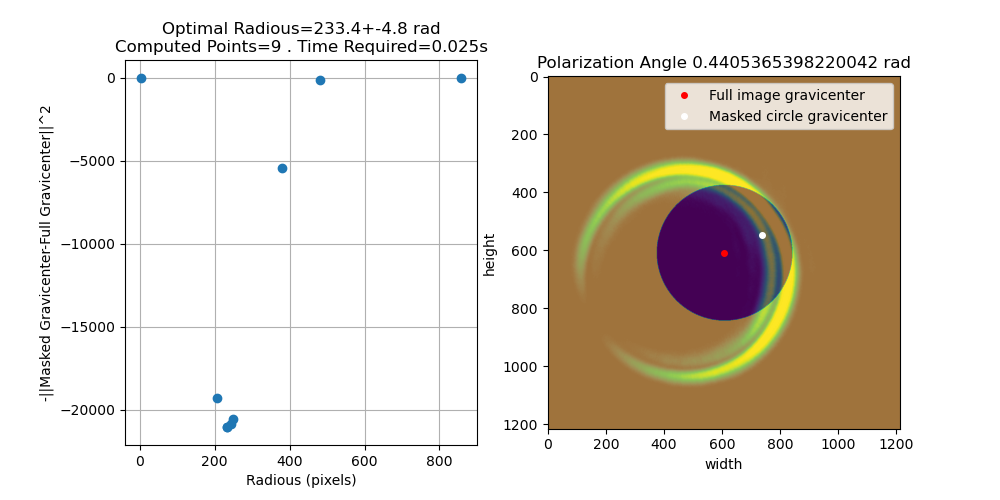 Optimal Radious=233.4+-4.8 rad
Computed Points=9 . Time Required=0.025s
0
−5000
−10000
−15000
−20000
-||Masked Gravicenter-Full Gravicenter||^2
0
200
400
600
800
Radious (pixels)
Polarization Angle 0.4405365398220042 rad
Full image gravicenter
Masked circle gravicenter
0
200
400
600
800
1000
1200
height
0
200
400
600
800
1000
1200
width